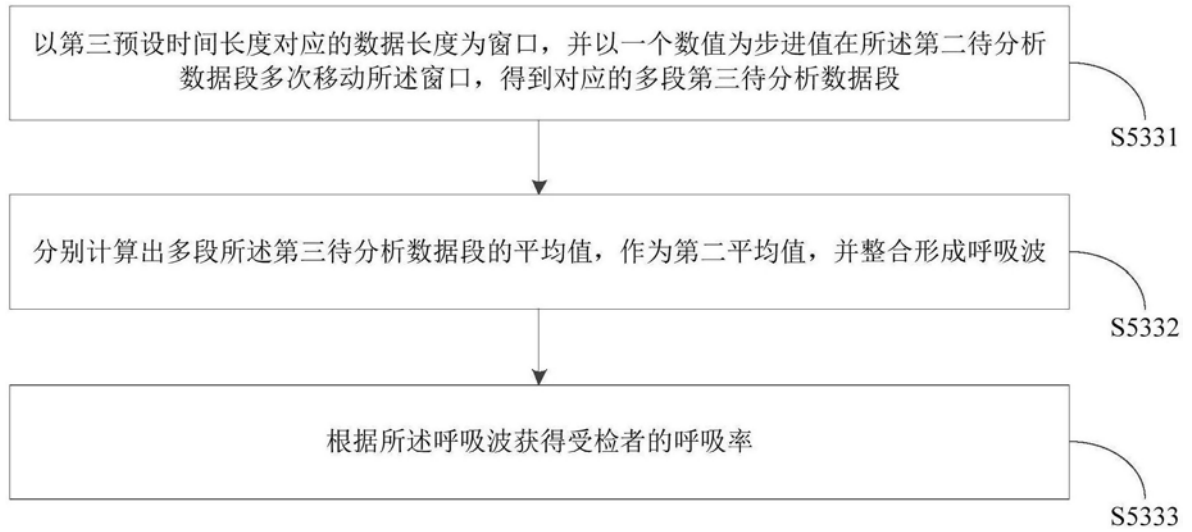 以第三预设时间长度对应的数据长度为窗口，并以一个数值为步进值在所述第二待分析
数据段多次移动所述窗口，得到对应的多段第三待分析数据段
S5331
分别计算出多段所述第三待分析数据段的平均值，作为第二平均值，并整合形成呼吸波
S5332
根据所述呼吸波获得受检者的呼吸率
S5333